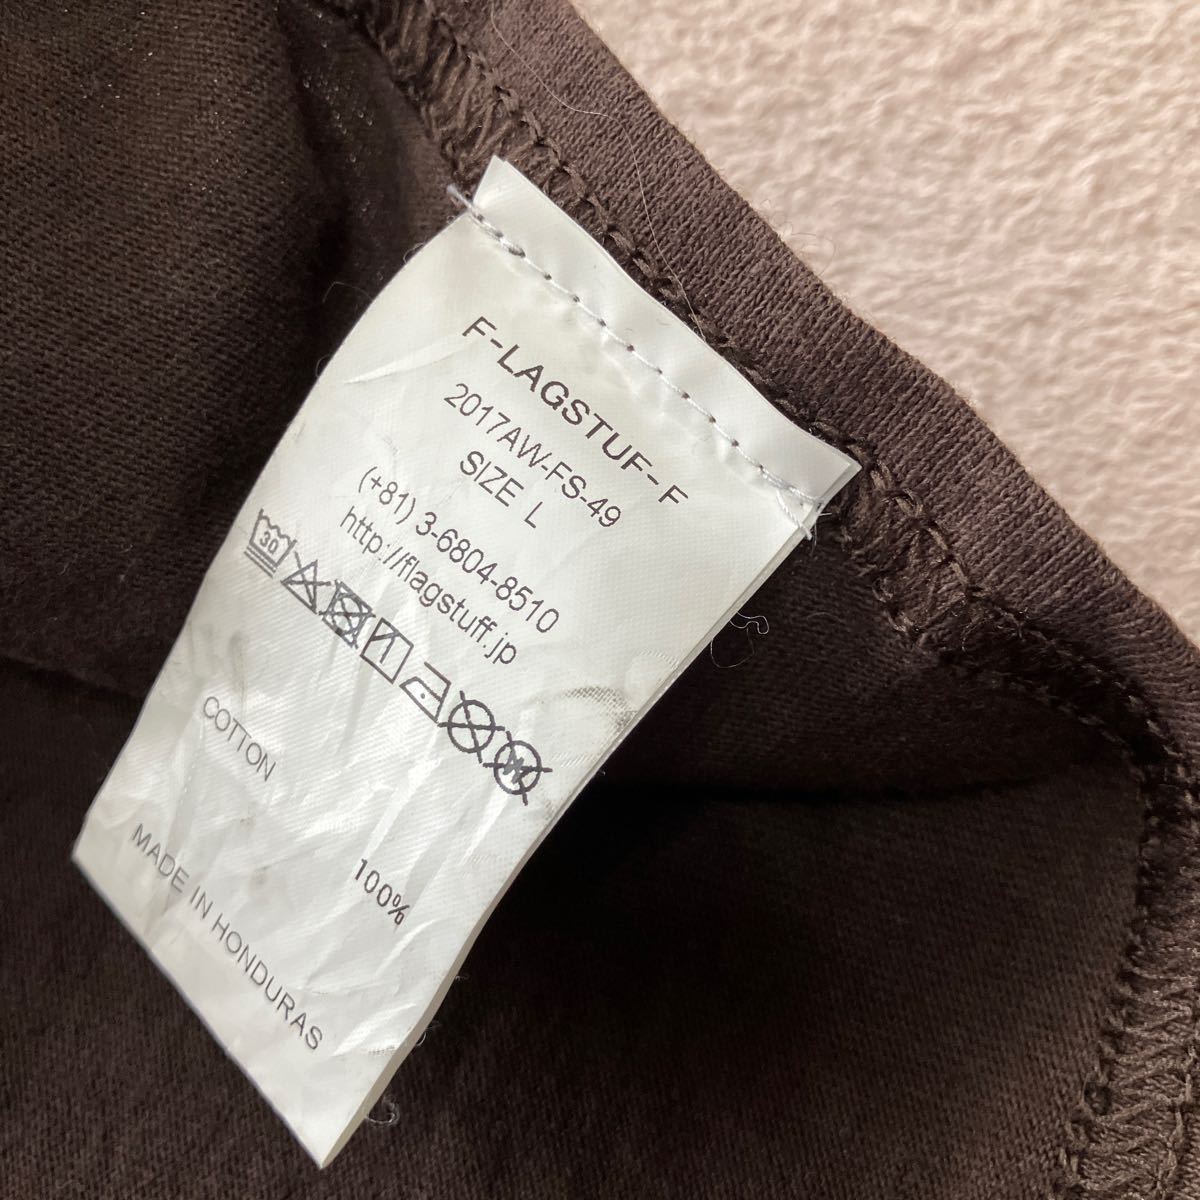 F-LAGSTUF-F
2017AW-FS-49
SIZE L
(+81) 3-6804-8510
http://flagstuff.jp
30
COTTON 100%
MADE IN HONDURAS